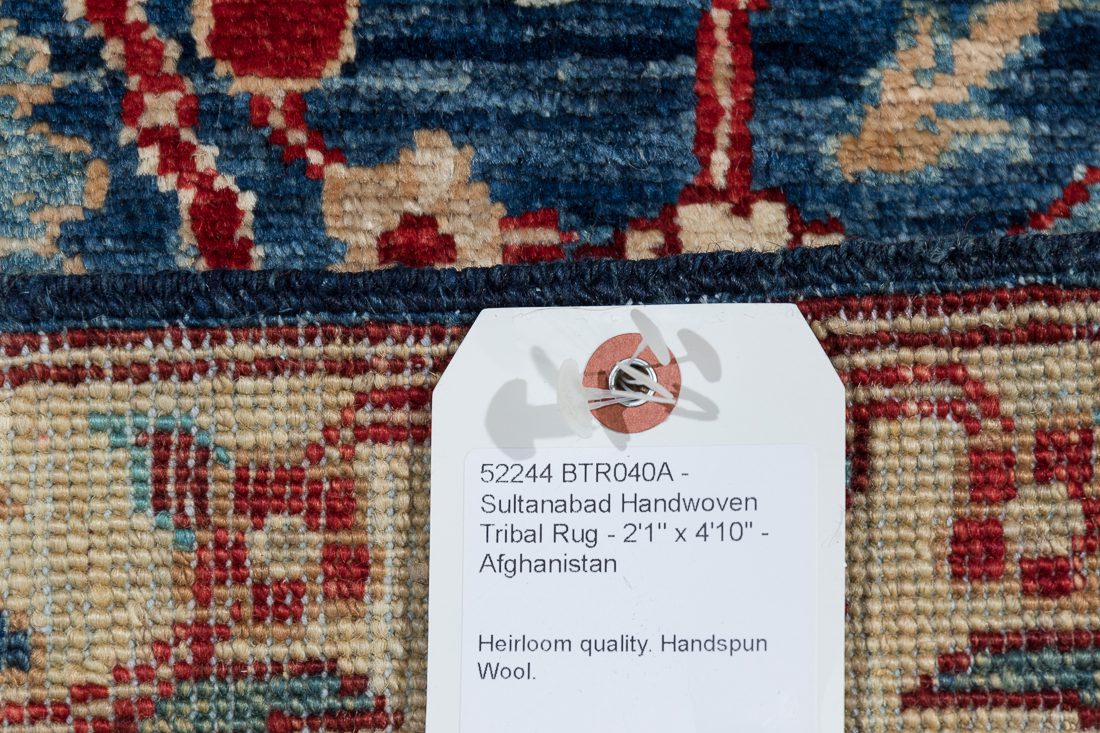 52244 BTR040A -
Sultanabad Handwoven
Tribal Rug - 2'1" x 4'10" -
Afghanistan
Heirloom quality. Handspun
Wool.